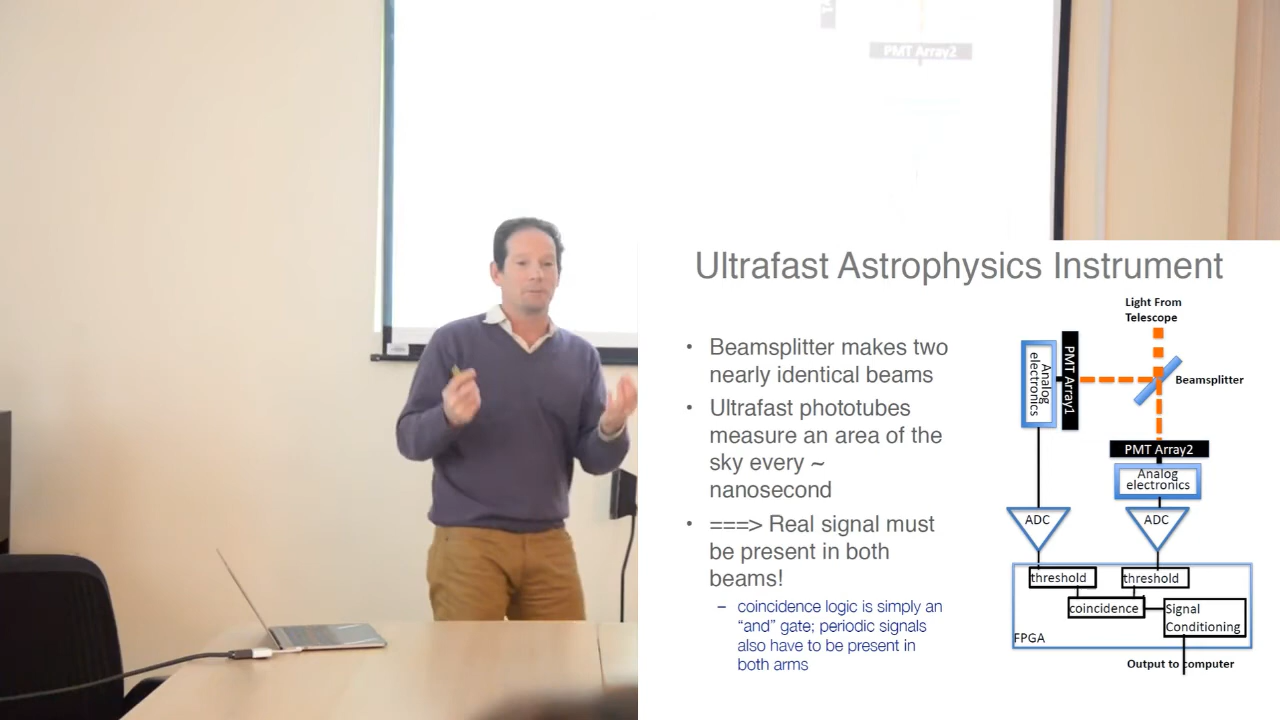 PMT Array2
Ultrafast Astrophysics Instrument
• Beamsplitter makes two
nearly identical beams
• Ultrafast phototubes
measure an area of the
sky every ~
nanosecond
• ===> Real signal must
be present in both
beams!
– coincidence logic is simply an
“and” gate; periodic signals
also have to be present in
both arms
Light From
Telescope
Analog
electronics
PMT Array1
Beamsplitter
PMT Array2
Analog
electronics
ADC
ADC
threshold
threshold
coincidence
Signal
Conditioning
FPGA
Output to computer